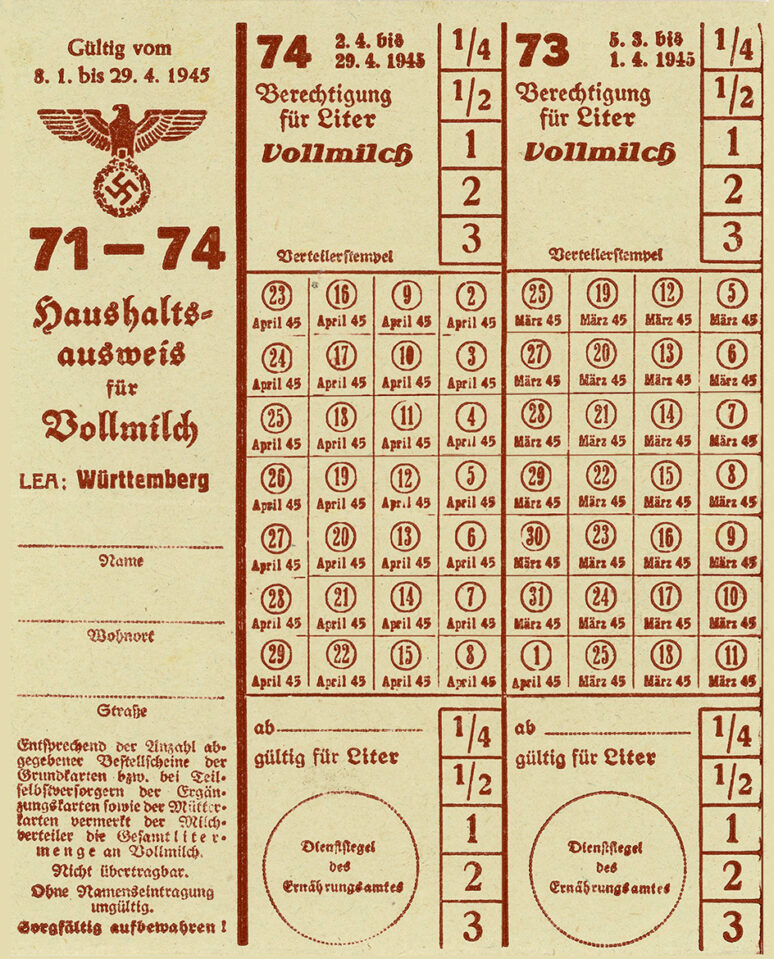 Gültig vom
8. 1. bis 29. 4. 1945
71 – 74
Haushalts-
ausweis
für
Vollmilch
LEA: Württemberg
Name
Wohnort
Straße
Entsprechend der Anzahl ab-
gegebener Bestellscheine der
Grundkarten bzw. bei Teil-
selbstversorgern der Ergän-
zungskarten sowie der Mütter-
karten vermerkt der Milch-
verteiler die Gesamtliter-
menge an Vollmilch.
Nicht übertragbar.
Ohne Namenseintragung
ungültig.
Sorgfältig aufbewahren !
74 2. 4. bis
29. 4. 1945
Berechtigung
für Liter
Vollmilch
Verteilerstempel
1/4
1/2
1
2
3
23 16 9 2
April 45 April 45 April 45 April 45
24 17 10 3
April 45 April 45 April 45 April 45
25 18 11 4
April 45 April 45 April 45 April 45
26 19 12 5
April 45 April 45 April 45 April 45
27 20 13 6
April 45 April 45 April 45 April 45
28 21 14 7
April 45 April 45 April 45 April 45
29 22 15 8
April 45 April 45 April 45 April 45
ab
gültig für Liter
Dienstsiegel
des
Ernährungsamtes
1/4
1/2
1
2
3
73 5. 3. bis
1. 4. 1945
Berechtigung
für Liter
Vollmilch
Verteilerstempel
1/4
1/2
1
2
3
25 19 12 5
März 45 März 45 März 45 März 45
27 20 13 6
März 45 März 45 März 45 März 45
28 21 14 7
März 45 März 45 März 45 März 45
29 22 15 8
März 45 März 45 März 45 März 45
30 23 16 9
März 45 März 45 März 45 März 45
31 24 17 10
März 45 März 45 März 45 März 45
1 25 18 11
April 45 März 45 März 45 März 45
ab
gültig für Liter
Dienstsiegel
des
Ernährungsamtes
1/4
1/2
1
2
3